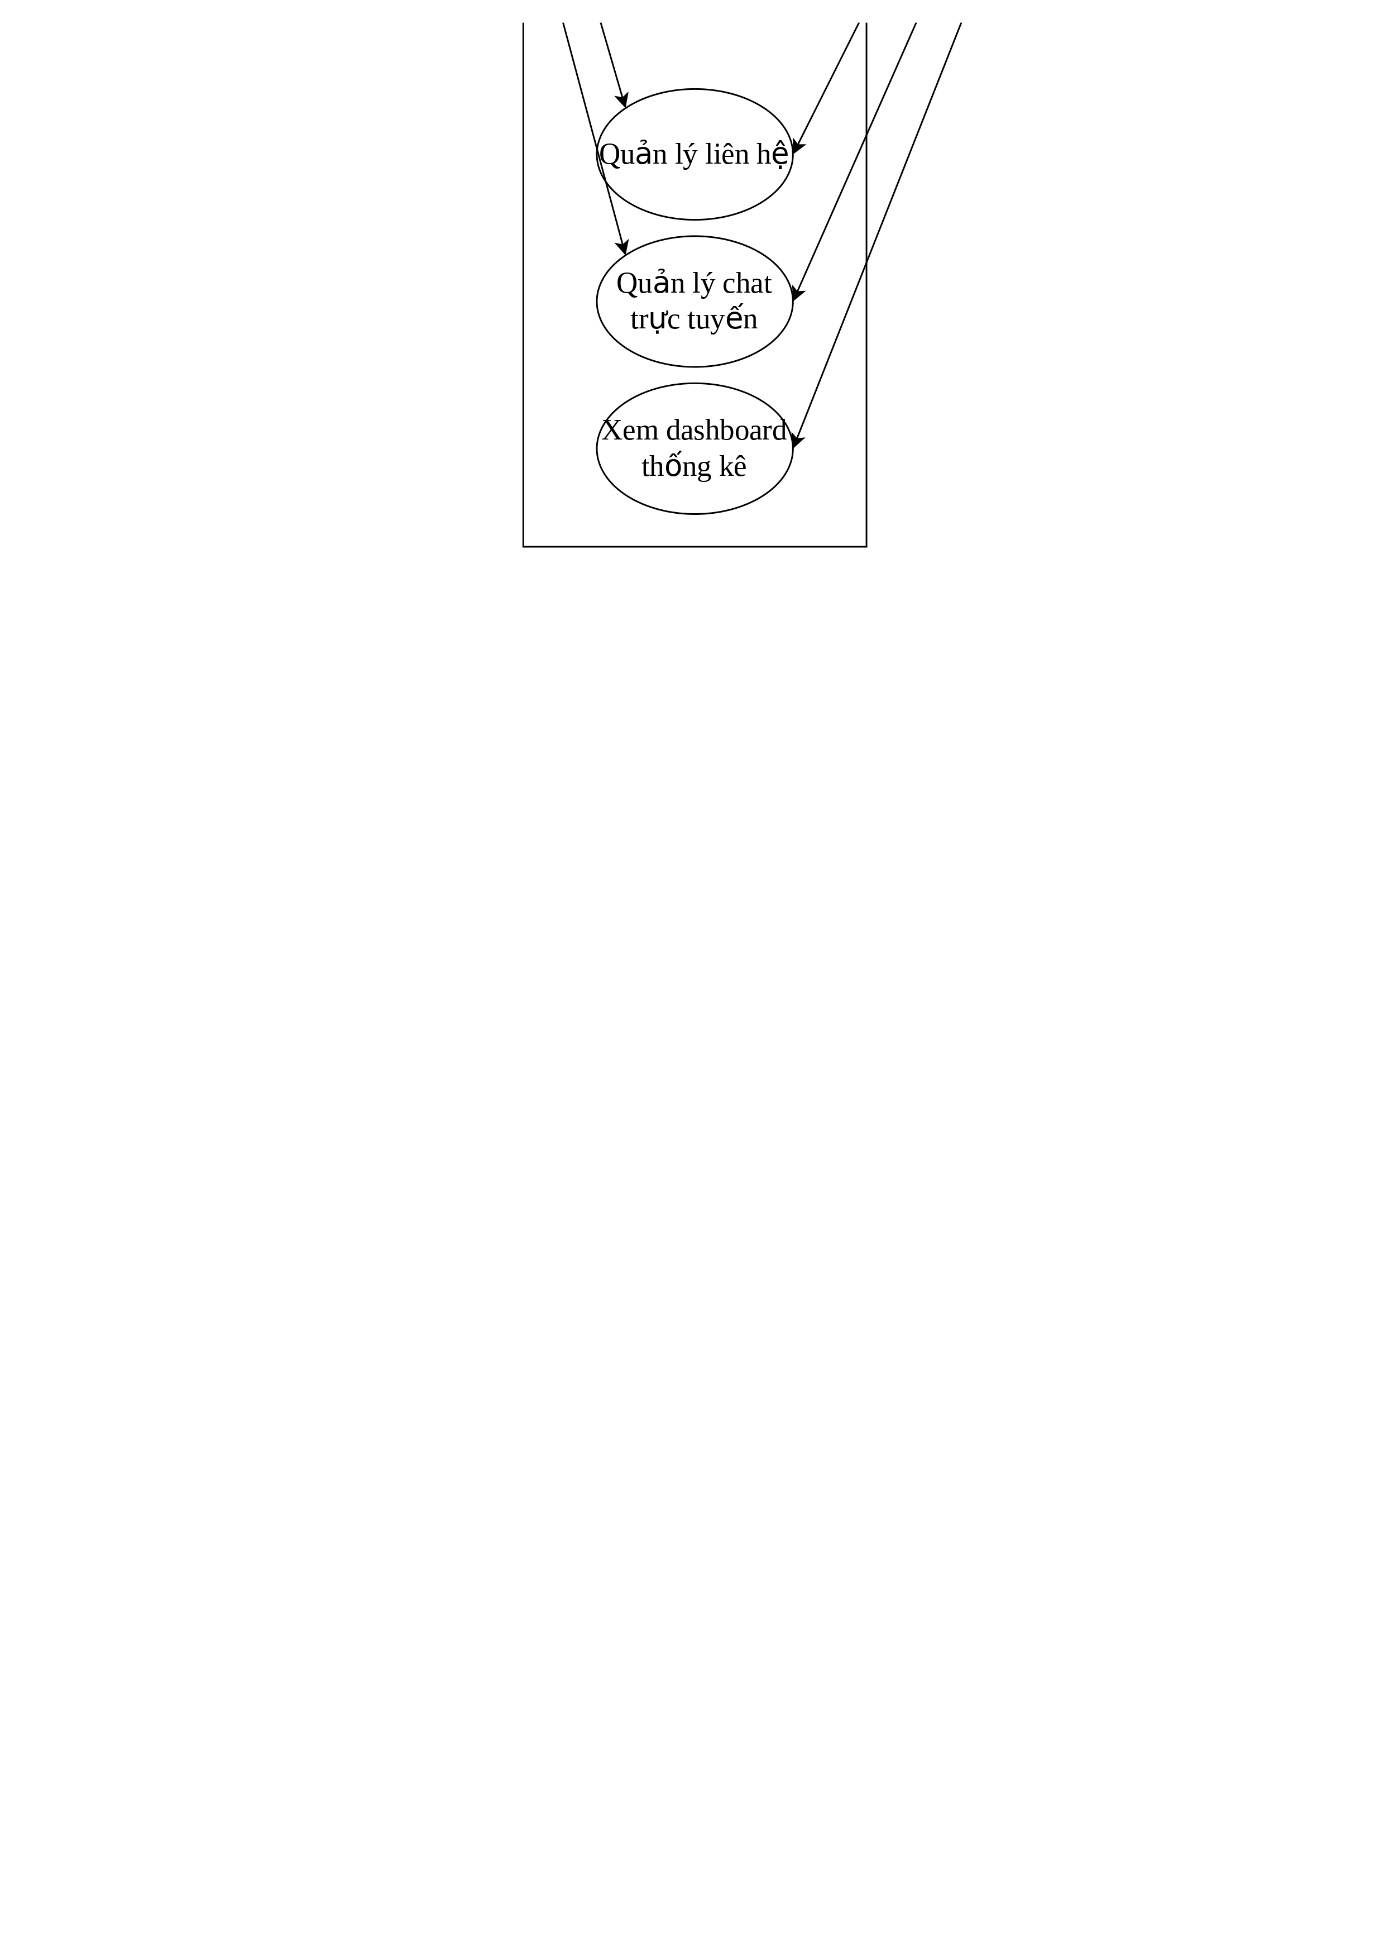 Quản lý liên hệ
Quản lý chat
trực tuyến
Xem dashboard
thống kê